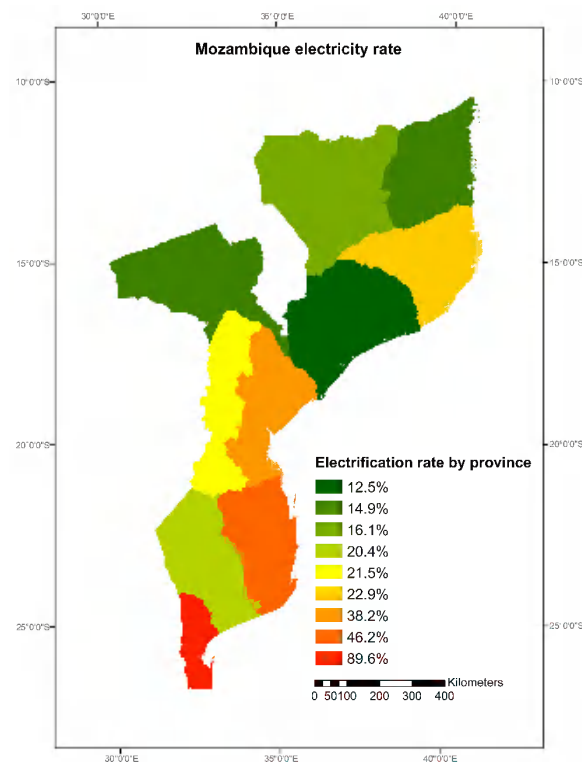 30°0'0"E 35°0'0"E 40°0'0"E
Mozambique electricity rate
10°0'0"S 10°0'0"S
15°0'0"S 15°0'0"S
20°0'0"S 20°0'0"S
Electrification rate by province
12.5%
14.9%
16.1%
20.4%
21.5%
22.9%
38.2%
25°0'0"S 25°0'0"S
46.2%
89.6%
Kilometers
0 50100 200 300 400
30°0'0"E 35°0'0"E 40°0'0"E